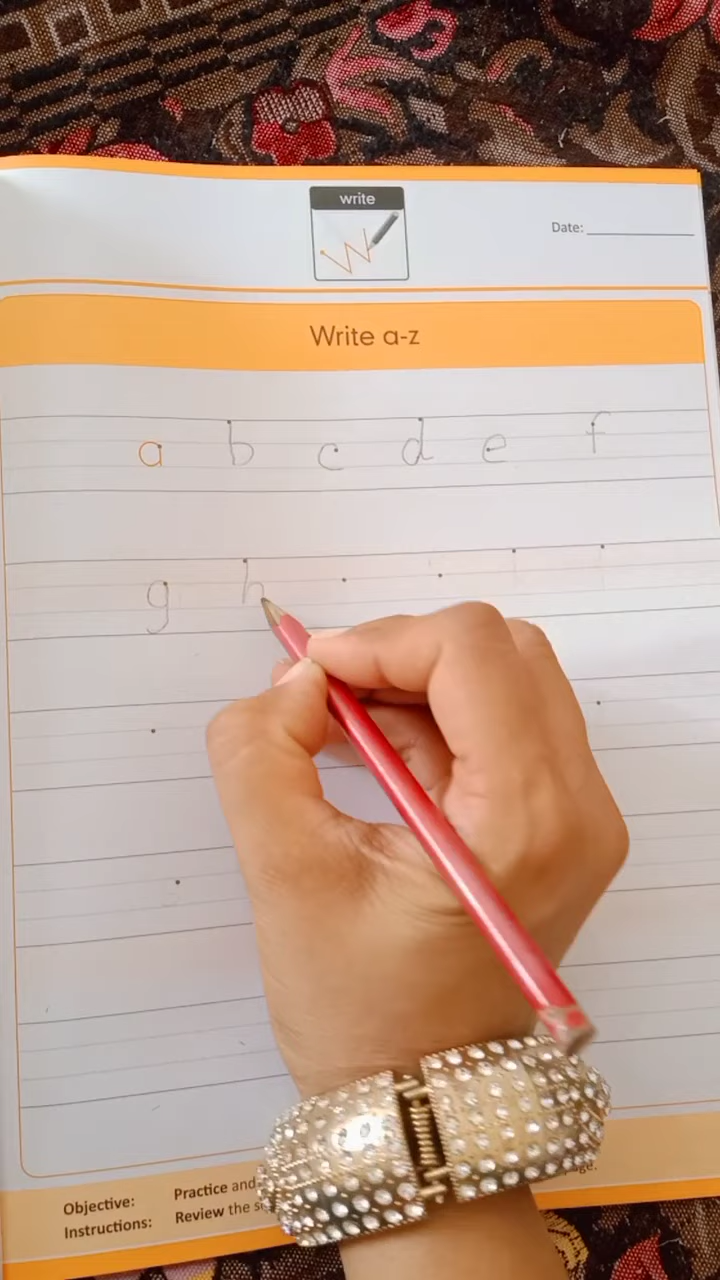 write
Date:
Write a-z
a b c d e f
g h
Objective: Practice and
Instructions: Review the